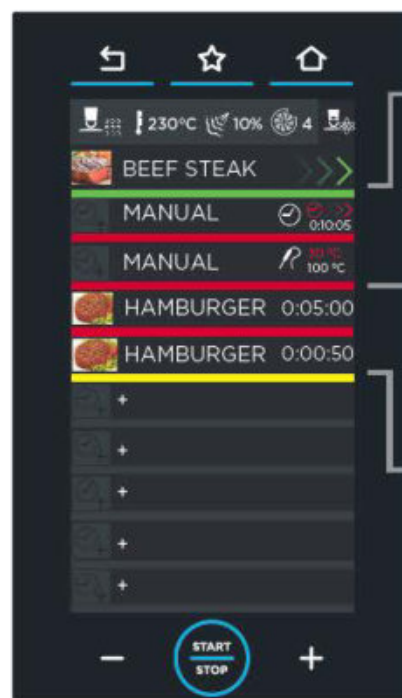 230°C 10% 4
BEEF STEAK
MANUAL
0:10:05
MANUAL
30 °C
100 °C
HAMBURGER 0:05:00
HAMBURGER 0:00:50
+
+
+
+
+
− START +
STOP